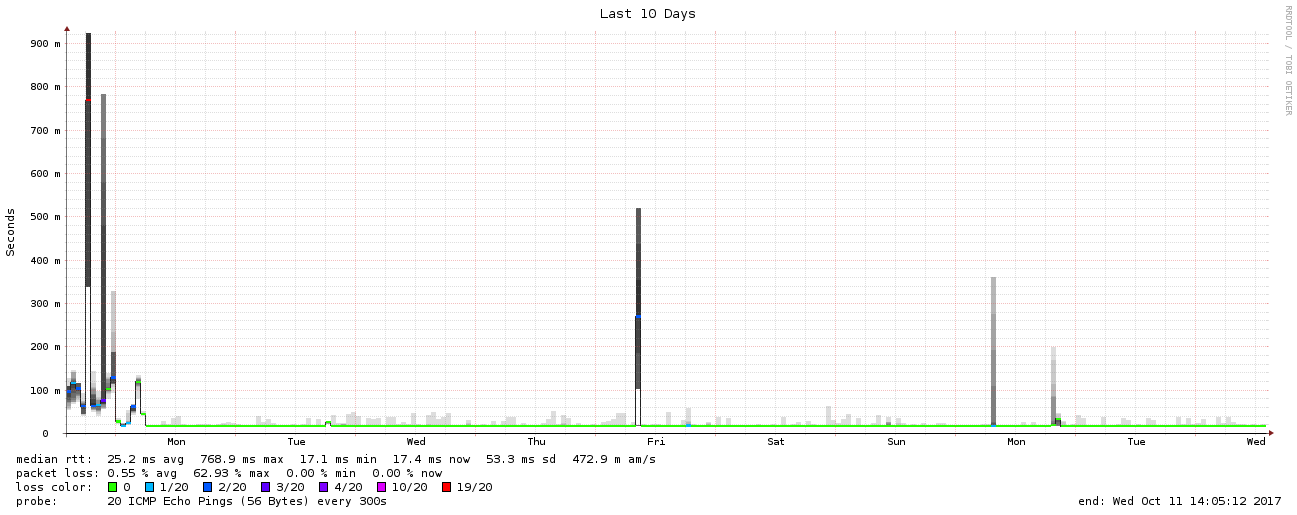 Last 10 Days
RRDTOOL / TOBI OETIKER
Seconds
900 m
800 m
700 m
600 m
500 m
400 m
300 m
200 m
100 m
0
Mon Tue Wed Thu Fri Sat Sun Mon Tue Wed
median rtt: 25.2 ms avg 768.9 ms max 17.1 ms min 17.4 ms now 53.3 ms sd 472.9 m am/s
packet loss: 0.55 % avg 62.93 % max 0.00 % min 0.00 % now
loss color: 0 1/20 2/20 3/20 4/20 10/20 19/20
probe: 20 ICMP Echo Pings (56 Bytes) every 300s end: Wed Oct 11 14:05:12 2017